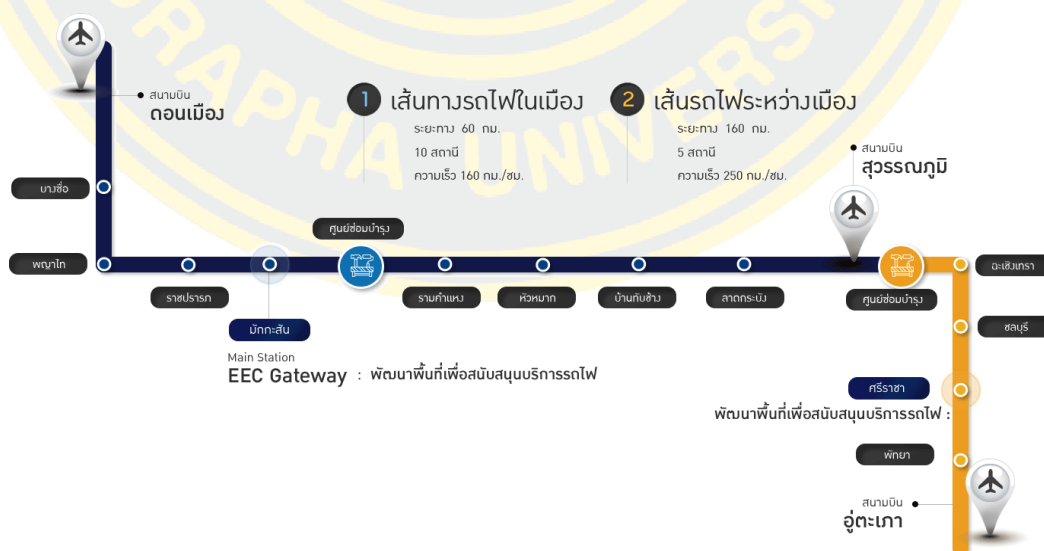 RAPHA UNIVERS
สนามบิน
ดอนเมือง
1 เส้นทางรถไฟในเมือง
ระยะทาง 60 กม.
10 สถานี
ความเร็ว 160 กม./ชม.
2 เส้นรถไฟระหว่างเมือง
ระยะทาง 160 กม.
5 สถานี
ความเร็ว 250 กม./ชม.
สนามบิน
สุวรรณภูมิ
บางซื่อ
ศูนย์ซ่อมบำรุง
พญาไท
ฉะเชิงเทรา
ราชปรารภ
รามคำแหง
หัวหมาก
บ้านทับช้าง
ลาดกระบัง
ศูนย์ซ่อมบำรุง
มักกะสัน
ชลบุรี
Main Station
EEC Gateway : พัฒนาพื้นที่เพื่อสนับสนุนบริการรถไฟ
ศรีราชา
พัฒนาพื้นที่เพื่อสนับสนุนบริการรถไฟ :
พัทยา
สนามบิน
อู่ตะเภา